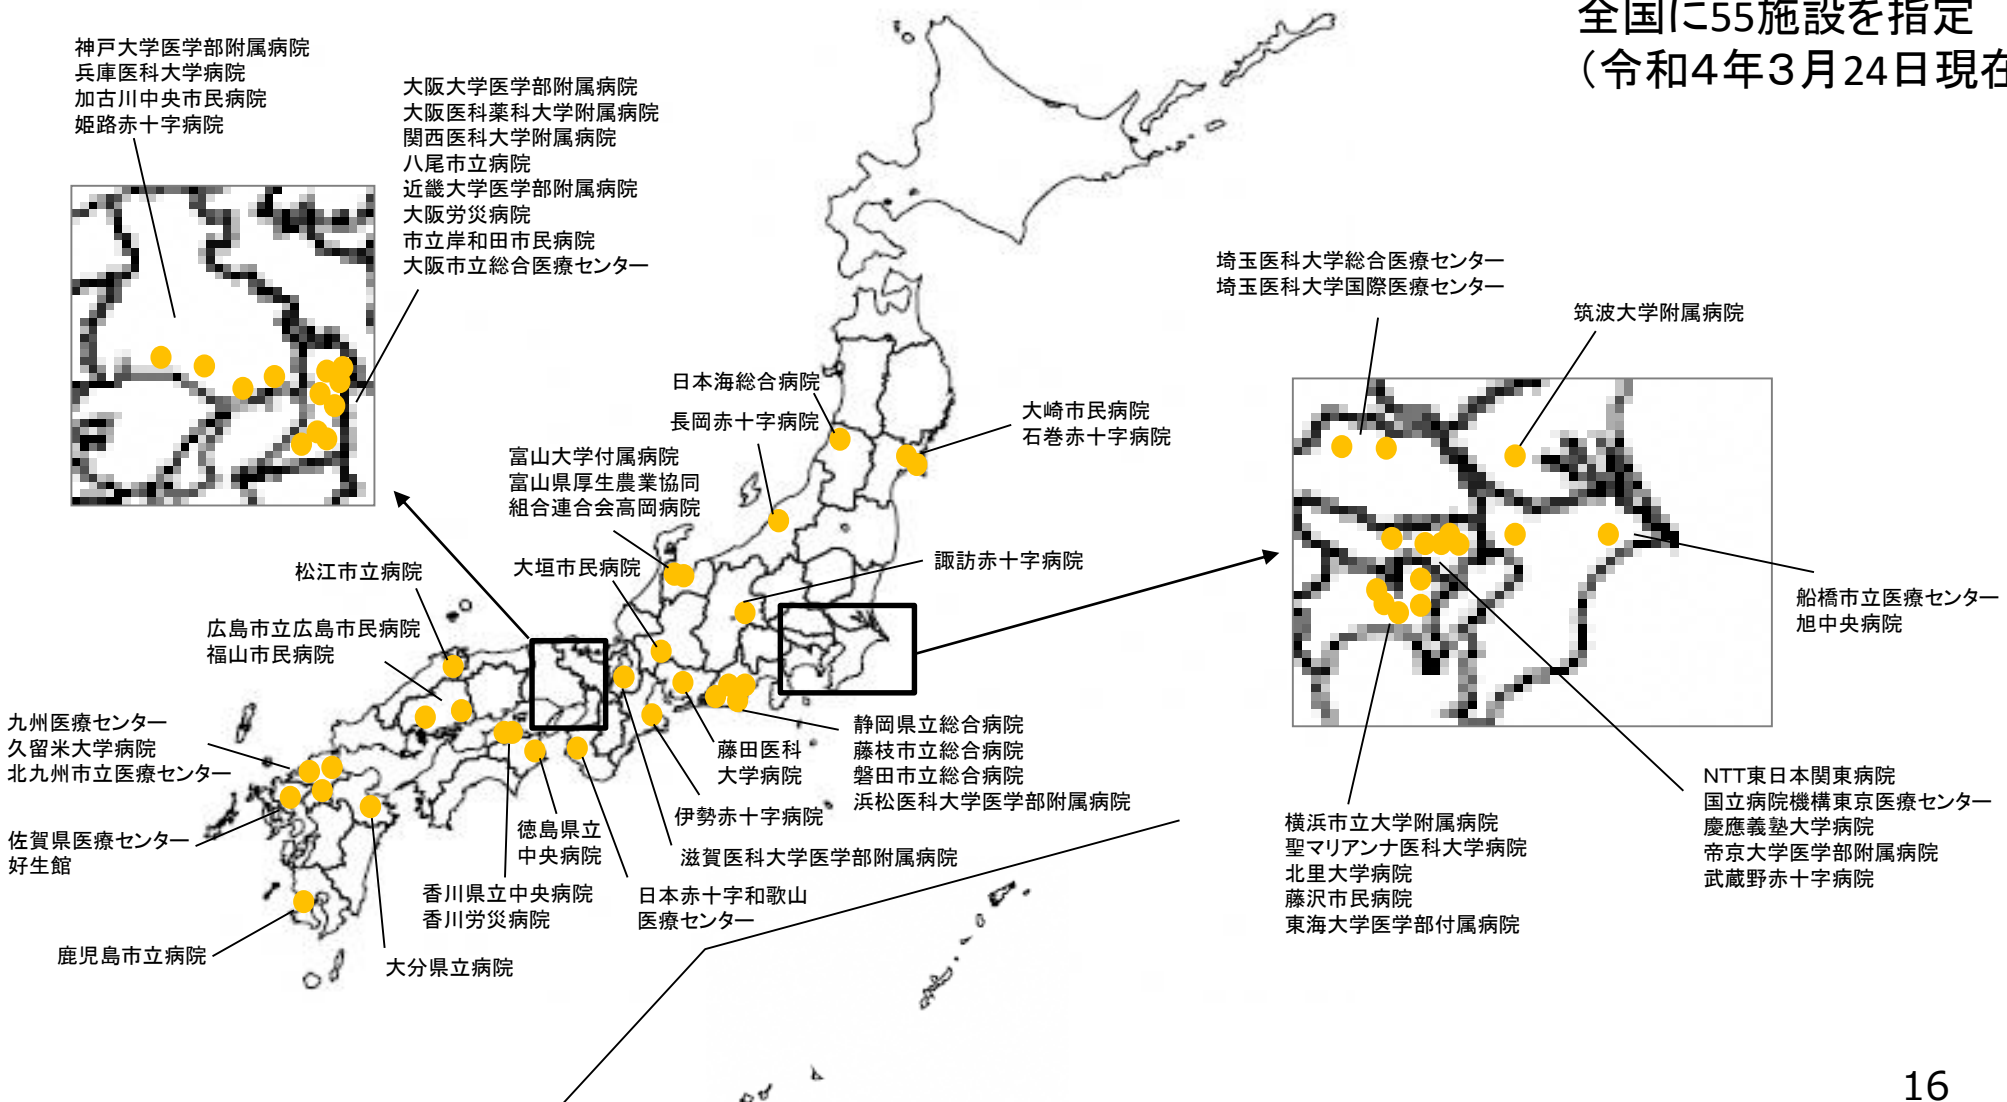 全国に55施設を指定
（令和４年３月24日現在
神戸大学医学部附属病院
兵庫医科大学病院
加古川中央市民病院
姫路赤十字病院
大阪大学医学部附属病院
大阪医科薬科大学附属病院
関西医科大学附属病院
八尾市立病院
近畿大学医学部附属病院
大阪労災病院
市立岸和田市民病院
大阪市立総合医療センター
埼玉医科大学総合医療センター
埼玉医科大学国際医療センター
筑波大学附属病院
日本海総合病院
長岡赤十字病院
大崎市民病院
石巻赤十字病院
富山大学付属病院
富山県厚生農業協同
組合連合会高岡病院
大垣市民病院
諏訪赤十字病院
松江市立病院
広島市立広島市民病院
福山市民病院
船橋市立医療センター
旭中央病院
九州医療センター
久留米大学病院
北九州市立医療センター
佐賀県医療センター
好生館
鹿児島市立病院
大分県立病院
香川県立中央病院
香川労災病院
徳島県立
中央病院
日本赤十字和歌山
医療センター
滋賀医科大学医学部附属病院
伊勢赤十字病院
藤田医科
大学病院
静岡県立総合病院
藤枝市立総合病院
磐田市立総合病院
浜松医科大学医学部附属病院
横浜市立大学附属病院
聖マリアンナ医科大学病院
北里大学病院
藤沢市民病院
東海大学医学部付属病院
NTT東日本関東病院
国立病院機構東京医療センター
慶應義塾大学病院
帝京大学医学部附属病院
武蔵野赤十字病院
16